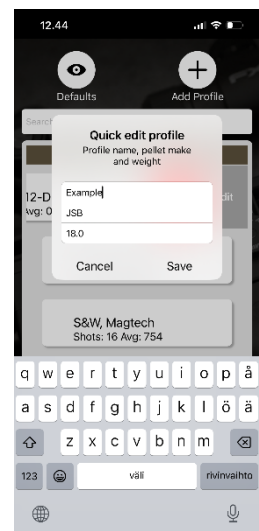 12.44
Defaults
Add Profile
Search
Quick edit profile
Profile name, pellet make
and weight
12-D
dit
Avg: 0
Example
JSB
18.0
Cancel
Save
S&W, Magtech
Shots: 16 Avg: 754
q w e r t y u i o p å
a s d f g h j k l ö ä
z x c v b n m
123
väli
rivinvaihto